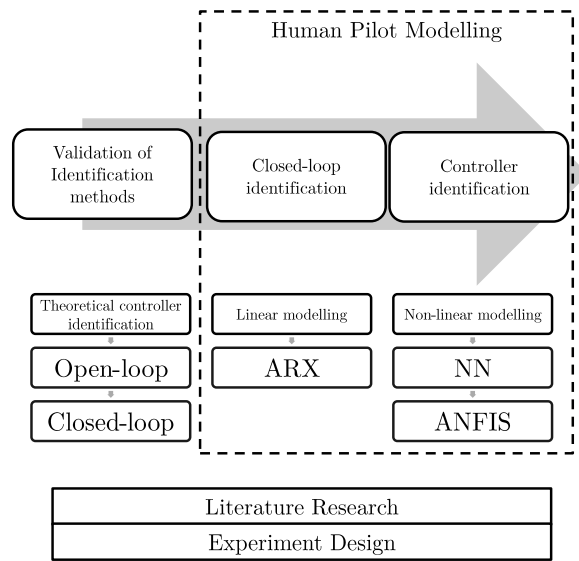 Human Pilot Modelling
Validation of
Identification
methods
Closed-loop
identification
Controller
identification
Theoretical controller
identification
Open-loop
Closed-loop
Linear modelling
ARX
Non-linear modelling
NN
ANFIS
Literature Research
Experiment Design